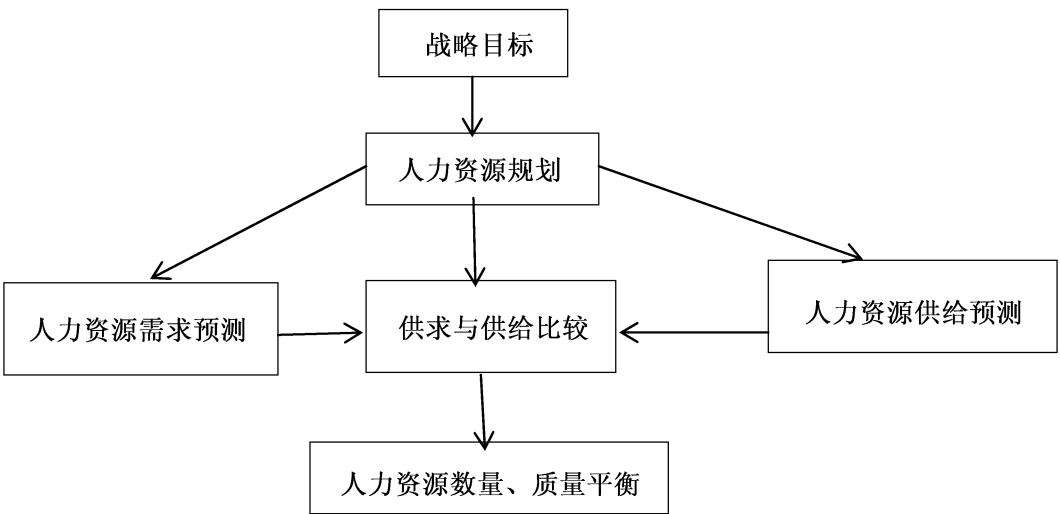 战略目标
人力资源规划
人力资源需求预测
供求与供给比较
人力资源供给预测
人力资源数量、质量平衡